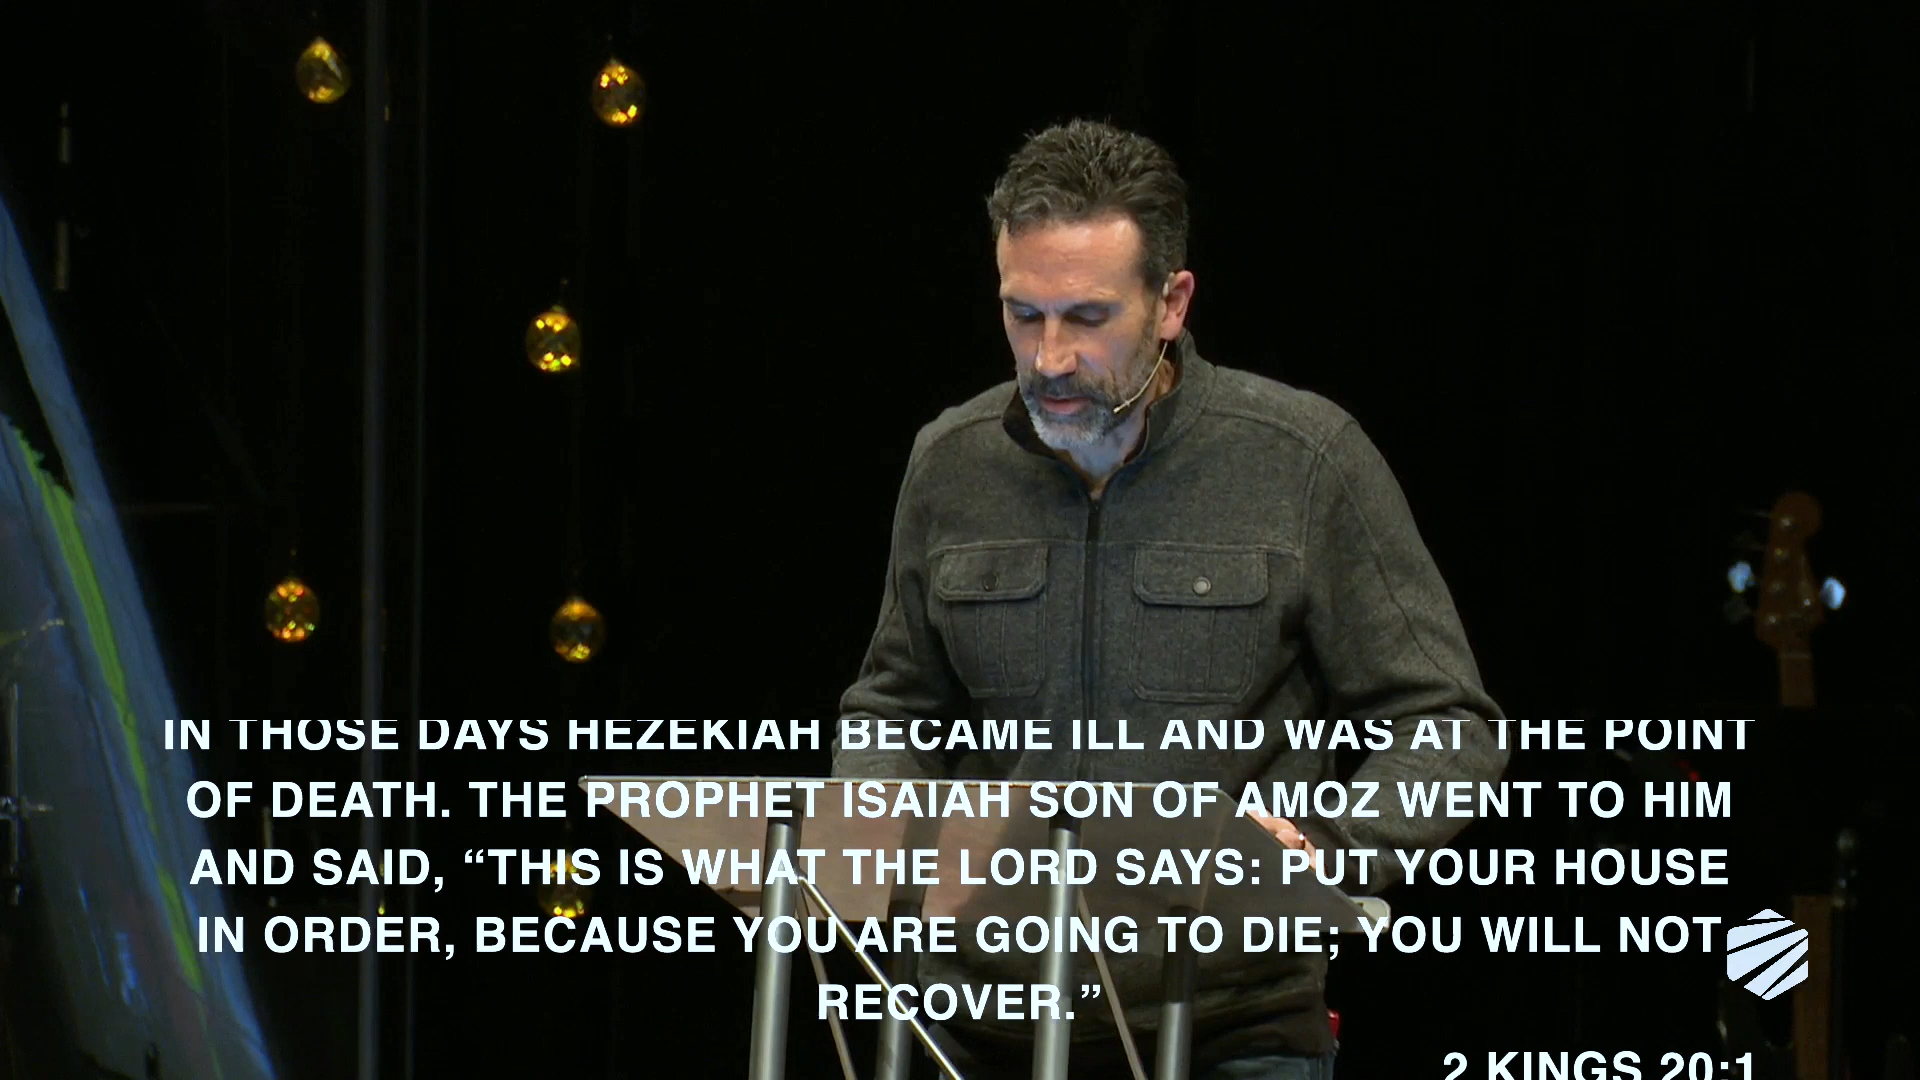 IN THOSE DAYS HEZEKIAH BECAME ILL AND WAS AT THE POINT
OF DEATH. THE PROPHET ISAIAH SON OF AMOZ WENT TO HIM
AND SAID, “THIS IS WHAT THE LORD SAYS: PUT YOUR HOUSE
IN ORDER, BECAUSE YOU ARE GOING TO DIE; YOU WILL NOT
RECOVER.”
2 KINGS 20:1